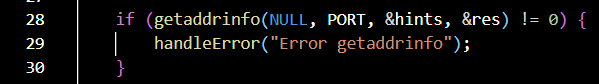 28 if (getaddrinfo(NULL, PORT, &hints, &res) != 0) {
29 handleError("Error getaddrinfo");
30 }